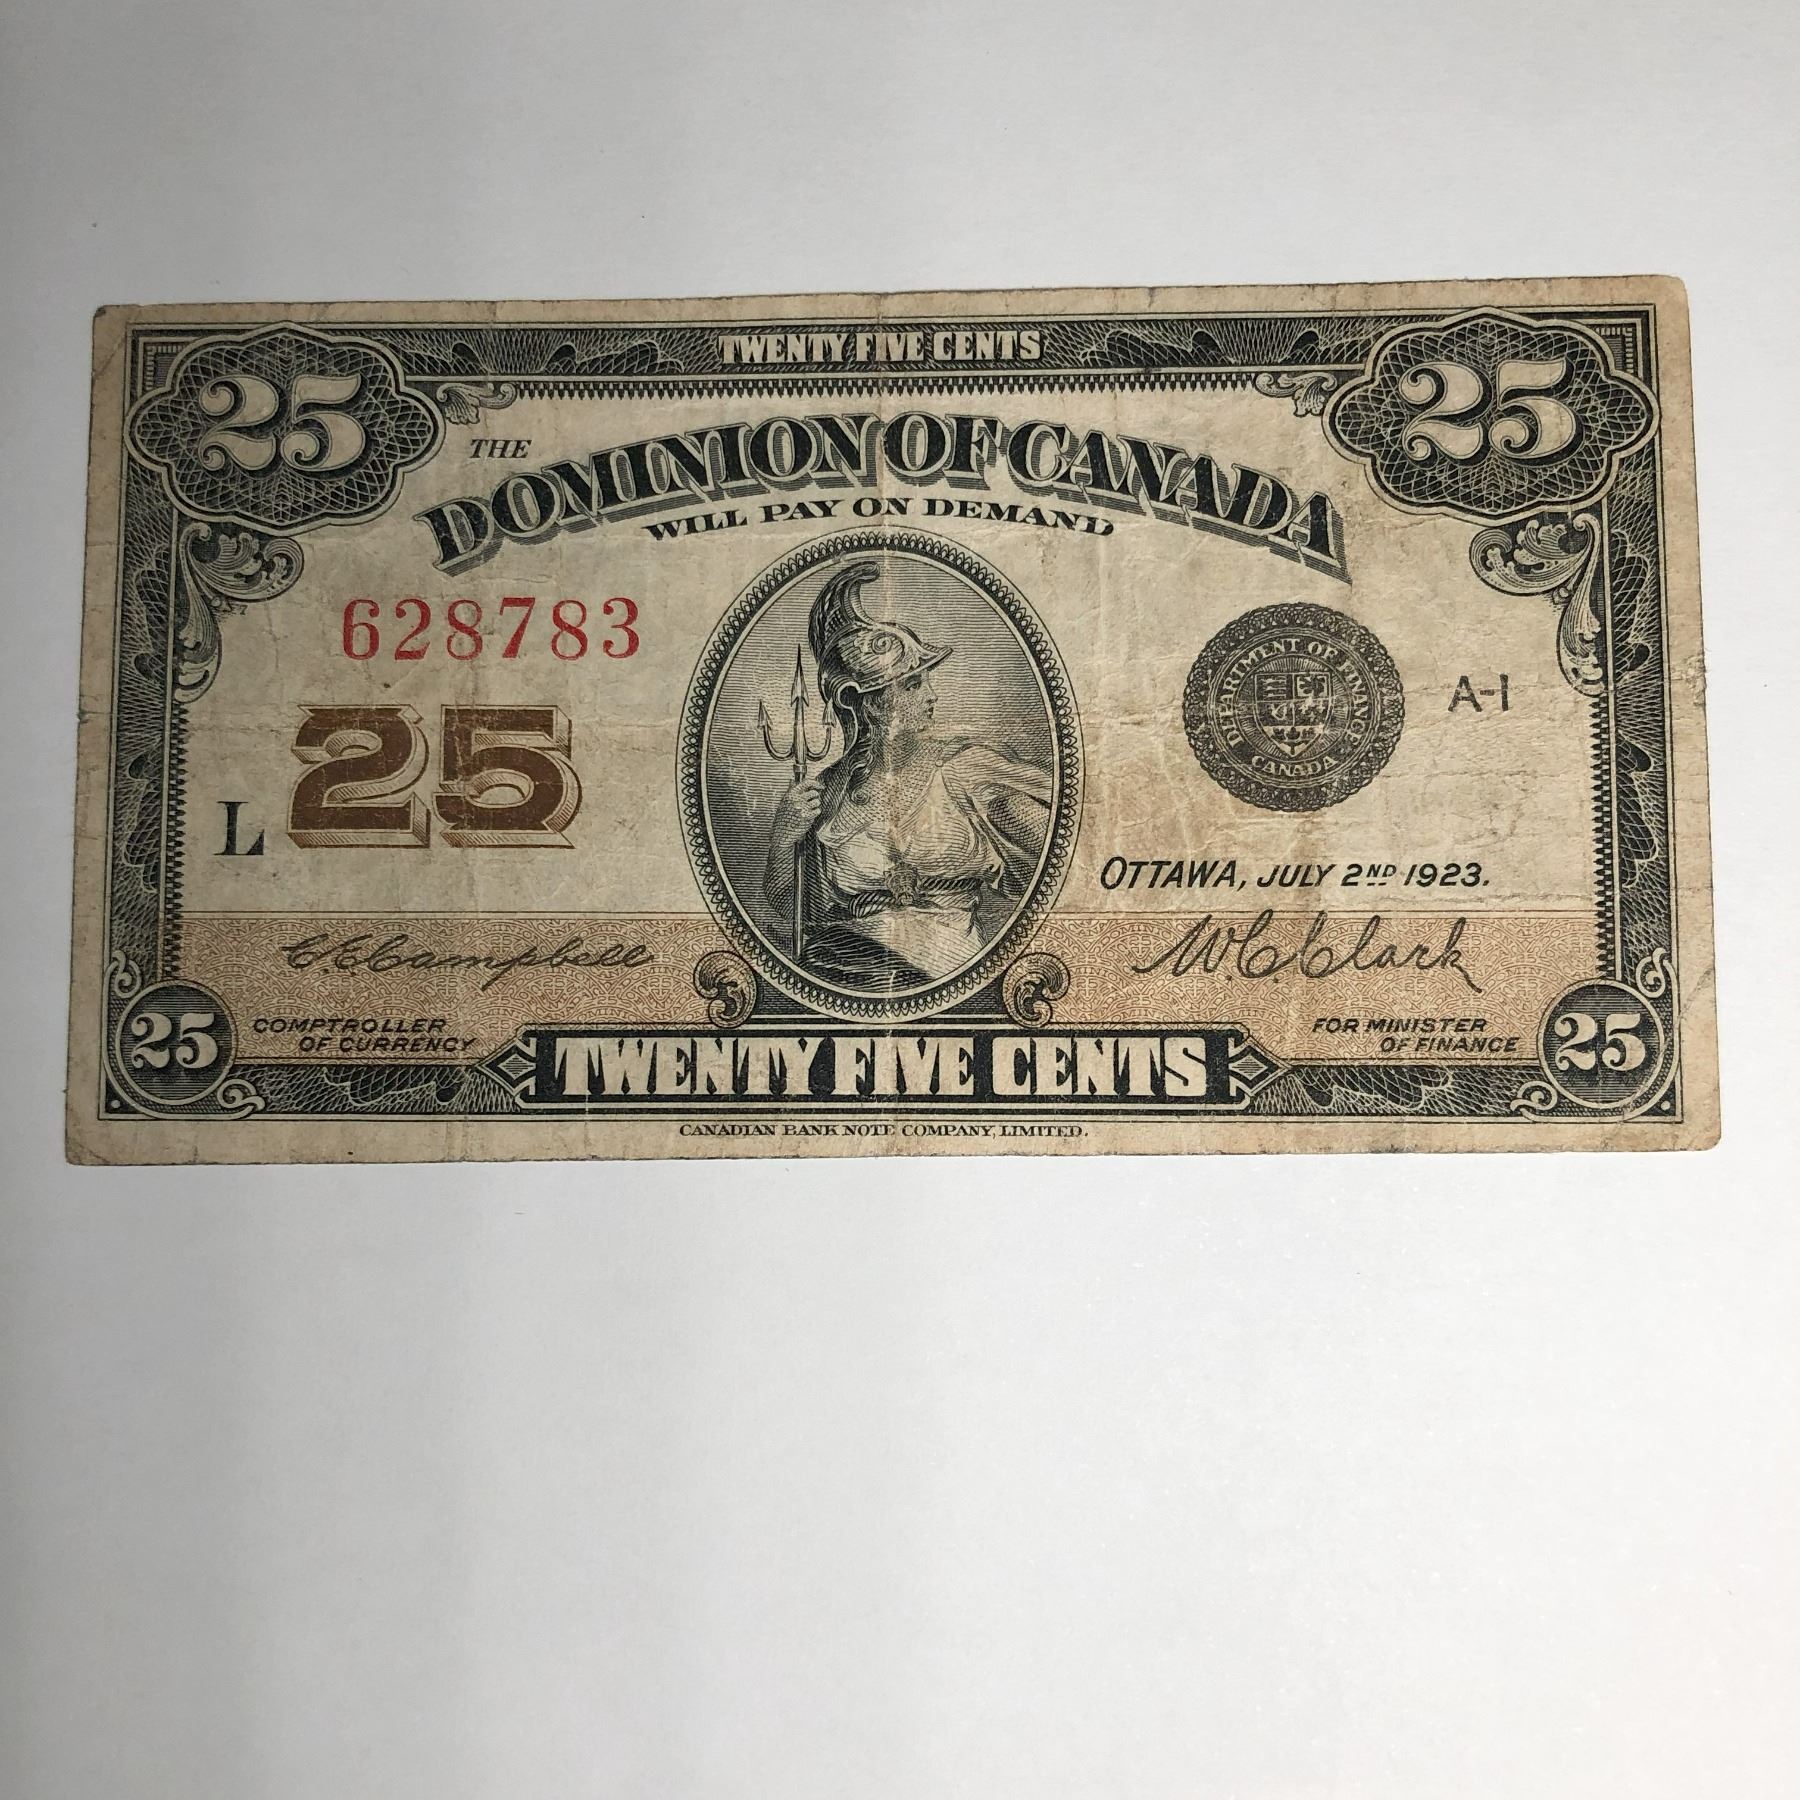 TWENTY FIVE CENTS
25 25
THE
DOMINION OF CANADA
WILL PAY ON DEMAND
628783
DEPARTMENT OF FINANCE
CANADA
A-1
25
L
OTTAWA, JULY 2ND 1923.
C.E. Campbell
W.C. Clark
COMPTROLLER
OF CURRENCY
FOR MINISTER
OF FINANCE
25 25
TWENTY FIVE CENTS
CANADIAN BANK NOTE COMPANY, LIMITED.